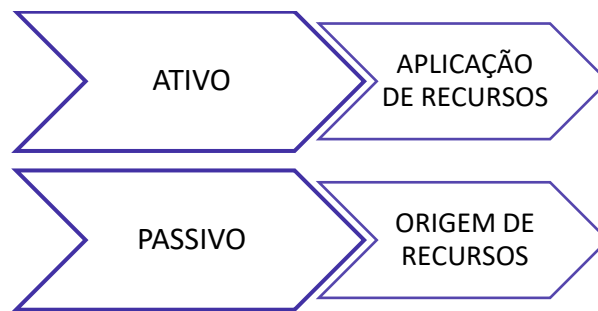 ATIVO
APLICAÇÃO
DE RECURSOS
PASSIVO
ORIGEM DE
RECURSOS